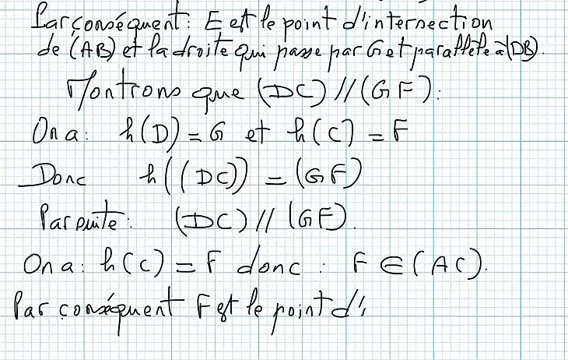 Par conséquent : E est le point d'intersection
de (AB) et la droite qui passe par G et parallèle à (DB).
Montrons que (DC) // (GF) :
On a : h(D) = G et h(C) = F
Donc h((DC)) = (GF)
Par suite : (DC) // (GF).
On a : h(C) = F donc : F ∈ (AC).
Par conséquent F est le point d'i